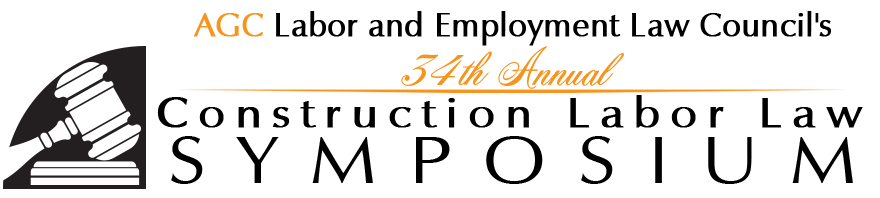 AGC Labor and Employment Law Council's
34th Annual
Construction Labor Law
SYMPOSIUM